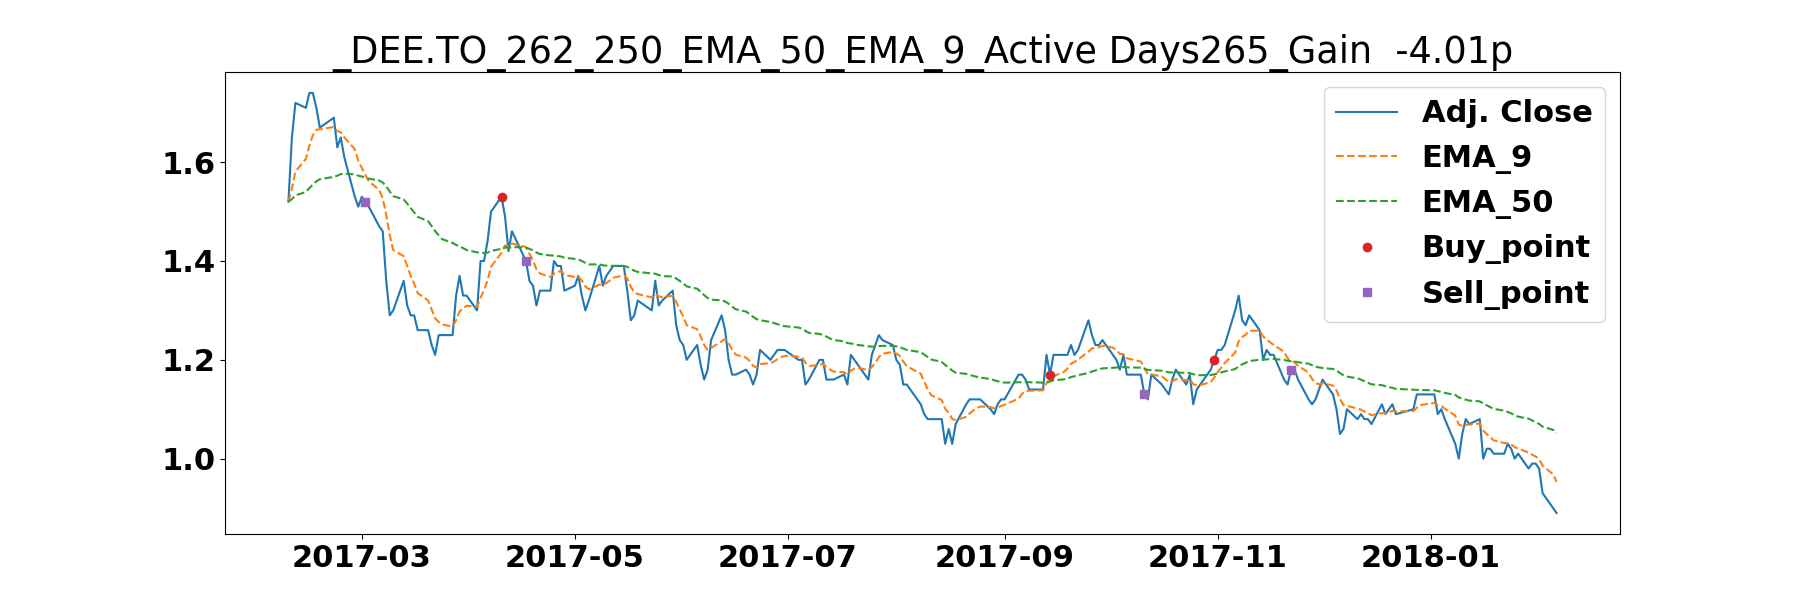 _DEE.TO_262_250_EMA_50_EMA_9_Active Days265_Gain  -4.01p
Adj. Close
EMA_9
EMA_50
Buy_point
Sell_point
1.6
1.4
1.2
1.0
2017-03 2017-05 2017-07 2017-09 2017-11 2018-01